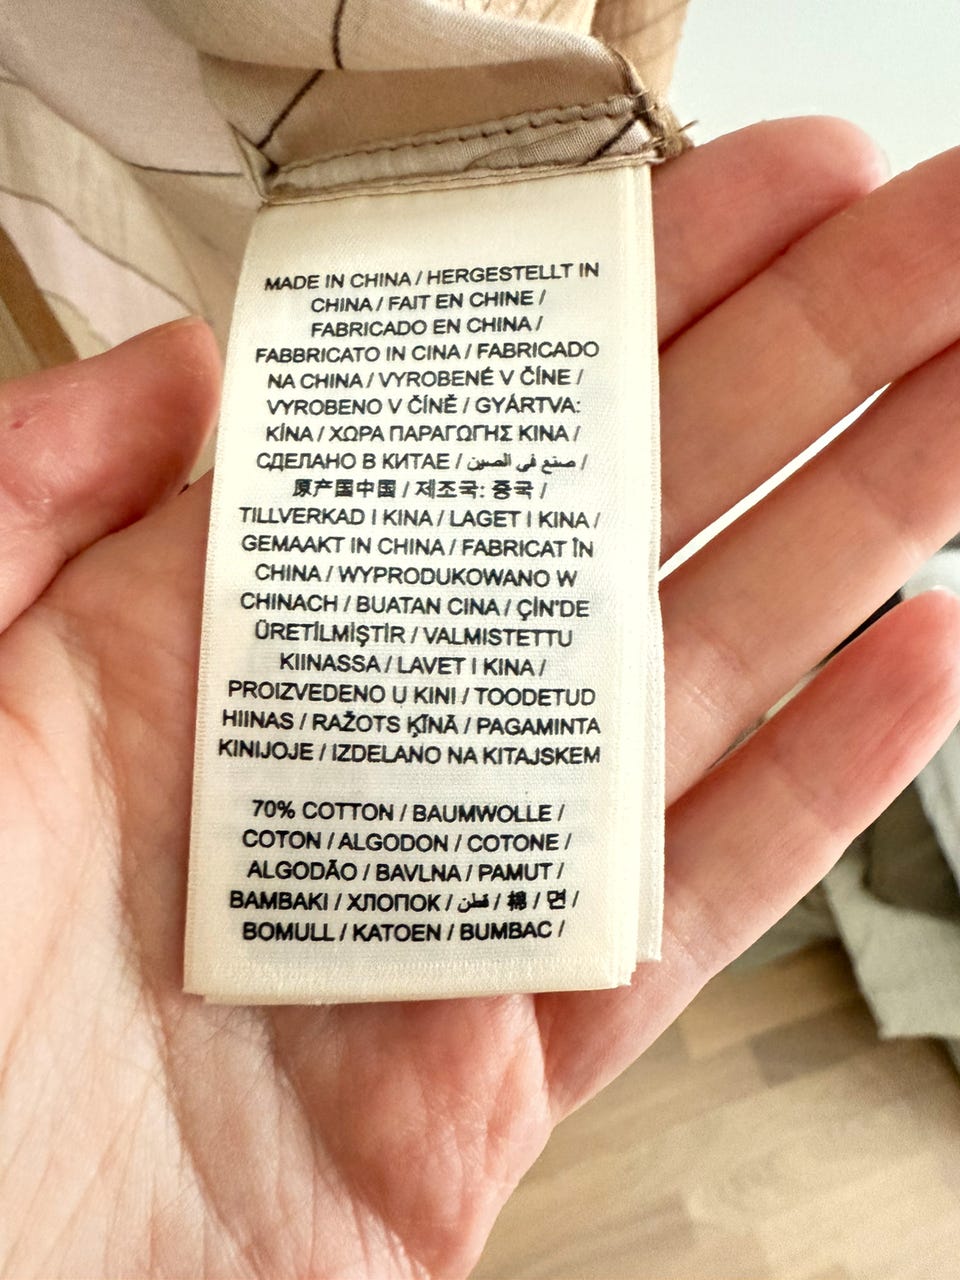 MADE IN CHINA / HERGESTELLT IN
CHINA / FAIT EN CHINE /
FABRICADO EN CHINA /
FABBRICATO IN CINA / FABRICADO
NA CHINA / VYROBENÉ V ČÍNE /
VYROBENO V ČÍNĚ / GYÁRTVA:
KÍNA / ΧΩΡΑ ΠΑΡΑΓΩΓΗΣ ΚΙΝΑ /
СДЕЛАНО В КИТАЕ / صنع في الصين /
原产国中国 / 제조국: 중국 /
TILLVERKAD I KINA / LAGET I KINA /
GEMAAKT IN CHINA / FABRICAT ÎN
CHINA / WYPRODUKOWANO W
CHINACH / BUATAN CINA / ÇİN'DE
ÜRETİLMİŞTİR / VALMISTETTU
KIINASSA / LAVET I KINA /
PROIZVEDENO U KINI / TOODETUD
HIINAS / RAŽOTS ĶĪNĀ / PAGAMINTA
KINIJOJE / IZDELANO NA KITAJSKEM
70% COTTON / BAUMWOLLE /
COTON / ALGODON / COTONE /
ALGODÃO / BAVLNA / PAMUT /
ΒΑΜΒΑΚΙ / ХЛОПОК / قطن / 棉 / 면 /
BOMULL / KATOEN / BUMBAC /